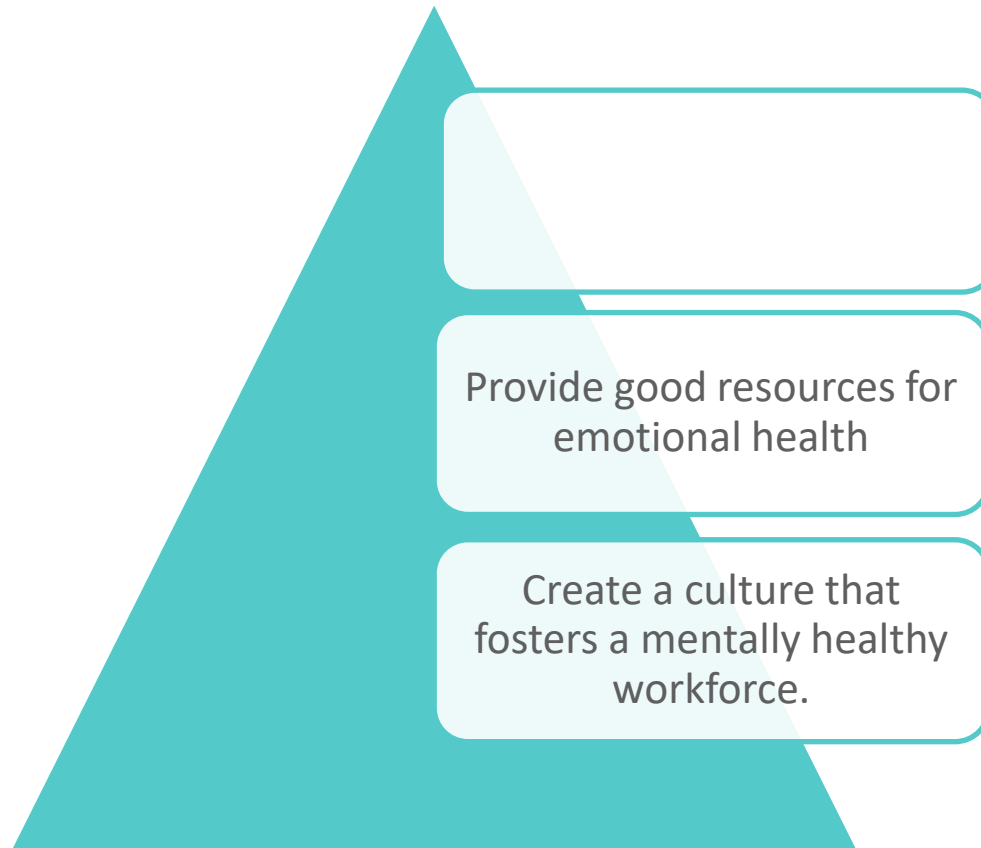 Provide good resources for
emotional health
Create a culture that
fosters a mentally healthy
workforce.